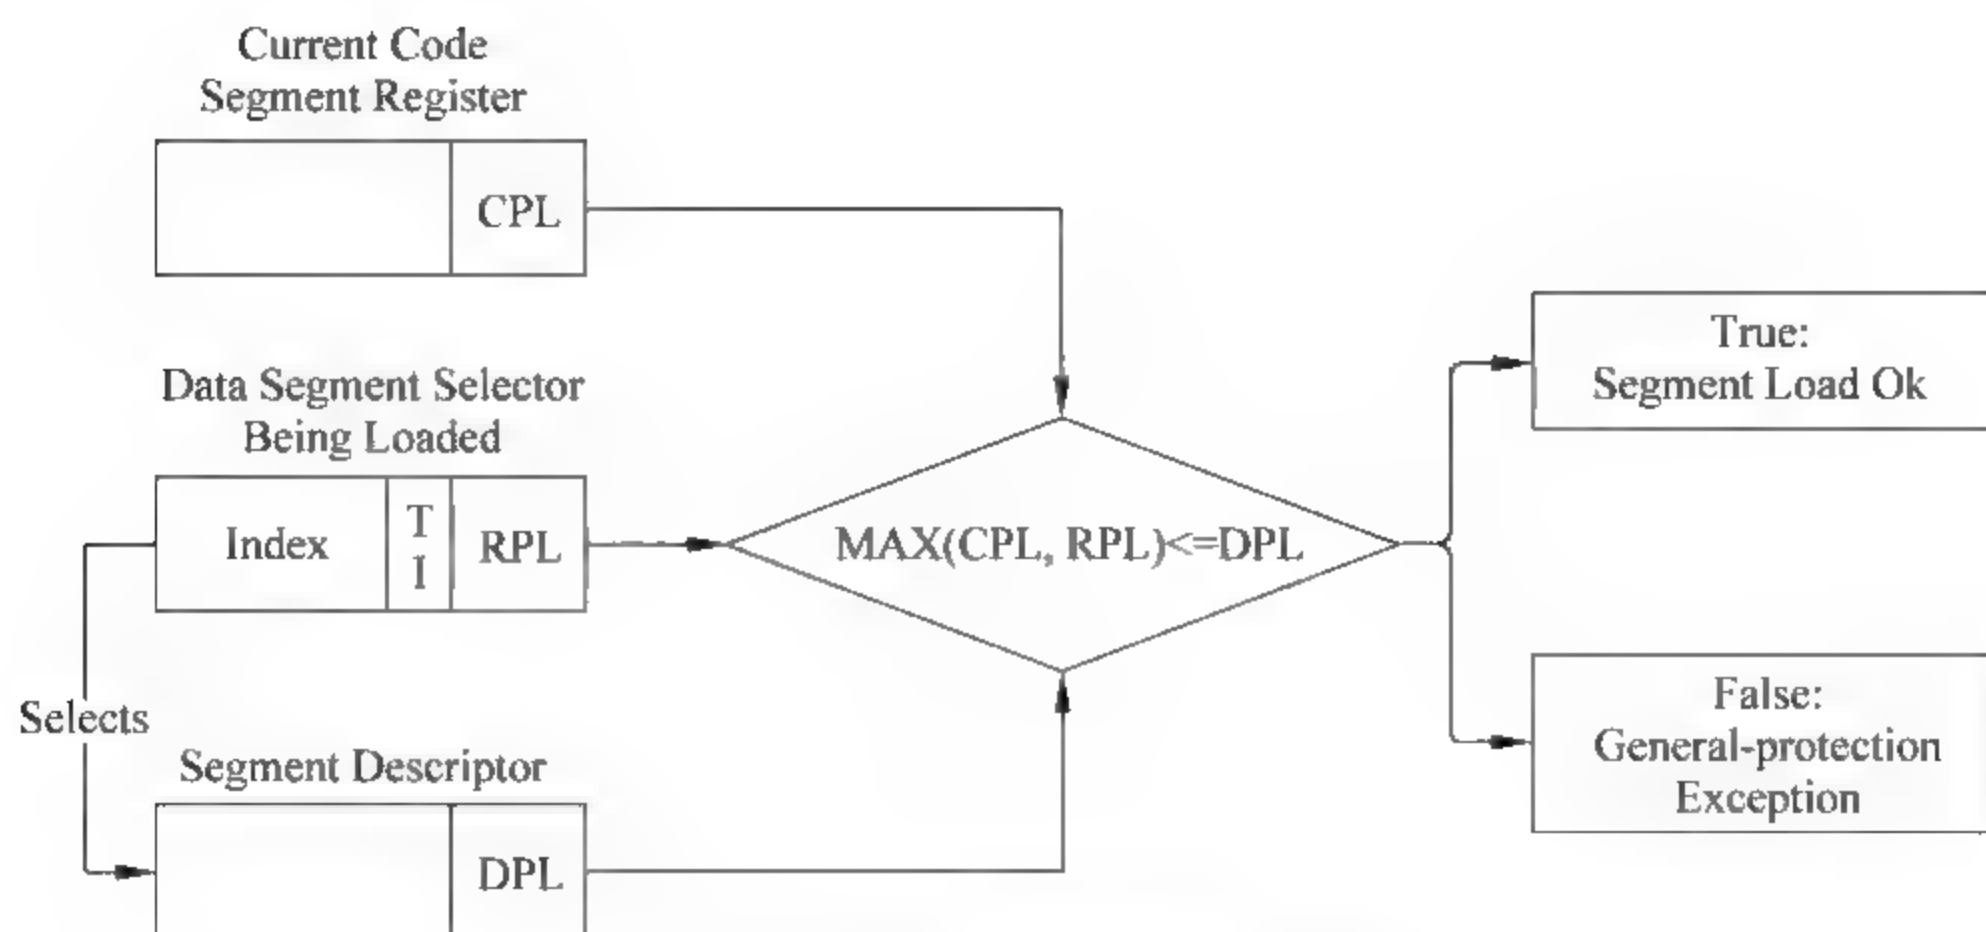 Current Code
Segment Register
CPL
Data Segment Selector
Being Loaded
Index
T
I
RPL
MAX(CPL, RPL)<=DPL
True:
Segment Load Ok
False:
General-protection
Exception
Selects
Segment Descriptor
DPL